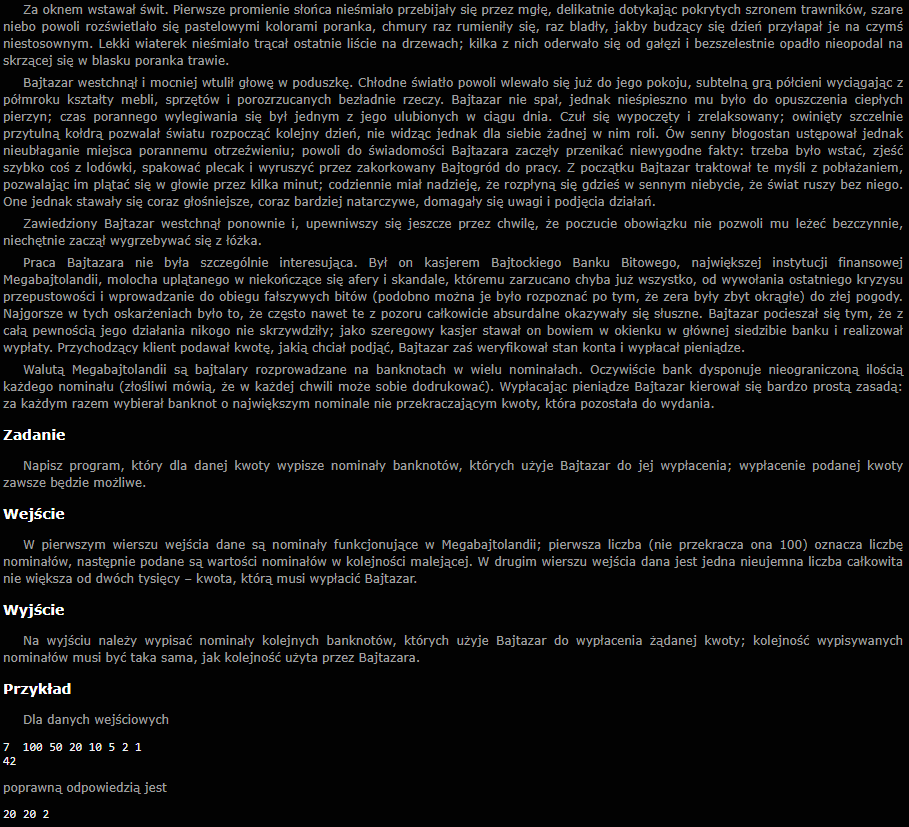 Za oknem wstawał świt. Pierwsze promienie słońca nieśmiało przebijały się przez mgłę, delikatnie dotykając pokrytych szronem trawników, szare
niebo powoli rozświetlało się pastelowymi kolorami poranka, chmury raz rumieniły się, raz bladły, jakby budzący się dzień przyłapał je na czymś
niestosownym. Lekki wiaterek nieśmiało trącał ostatnie liście na drzewach; kilka z nich oderwało się od gałęzi i bezszelestnie opadło nieopodal na
skrzącej się w blasku poranka trawie.
Bajtazar westchnął i mocniej wtulił głowę w poduszkę. Chłodne światło powoli wlewało się już do jego pokoju, subtelną grą półcieni wyciągając z
półmroku kształty mebli, sprzętów i porozrzucanych bezładnie rzeczy. Bajtazar nie spał, jednak nieśpieszno mu było do opuszczenia ciepłych
pierzyn; czas porannego wylegiwania się był jednym z jego ulubionych w ciągu dnia. Czuł się wypoczęty i zrelaksowany; owinięty szczelnie
przytulną kołdrą pozwalał światu rozpocząć kolejny dzień, nie widząc jednak dla siebie żadnej w nim roli. Ów senny błogostan ustępował jednak
nieubłaganie miejsca porannemu otrzeźwieniu; powoli do świadomości Bajtazara zaczęły przenikać niewygodne fakty: trzeba było wstać, zjeść
szybko coś z lodówki, spakować plecak i wyruszyć przez zakorkowany Bajtogród do pracy. Z początku Bajtazar traktował te myśli z pobłażaniem,
pozwalając im plątać się w głowie przez kilka minut; codziennie miał nadzieję, że rozpłyną się gdzieś w sennym niebycie, że świat ruszy bez niego.
One jednak stawały się coraz głośniejsze, coraz bardziej natarczywe, domagały się uwagi i podjęcia działań.
Zawiedziony Bajtazar westchnął ponownie i, upewniwszy się jeszcze przez chwilę, że poczucie obowiązku nie pozwoli mu leżeć bezczynnie,
niechętnie zaczął wygrzebywać się z łóżka.
Praca Bajtazara nie była szczególnie interesująca. Był on kasjerem Bajtockiego Banku Bitowego, największej instytucji finansowej
Megabajtolandii, molocha uplątanego w niekończące się afery i skandale, któremu zarzucano chyba już wszystko, od wywołania ostatniego kryzysu
przepustowości i wprowadzanie do obiegu fałszywych bitów (podobno można je było rozpoznać po tym, że zera były zbyt okrągłe) do złej pogody.
Najgorsze w tych oskarżeniach było to, że często nawet te z pozoru całkowicie absurdalne okazywały się słuszne. Bajtazar pocieszał się tym, że z
całą pewnością jego działania nikogo nie skrzywdziły; jako szeregowy kasjer stawał on bowiem w okienku w głównej siedzibie banku i realizował
wypłaty. Przychodzący klient podawał kwotę, jaką chciał podjąć, Bajtazar zaś weryfikował stan konta i wypłacał pieniądze.
Walutą Megabajtolandii są bajtalary rozprowadzane na banknotach w wielu nominałach. Oczywiście bank dysponuje nieograniczoną ilością
każdego nominału (złośliwi mówią, że w każdej chwili może sobie dodrukować). Wypłacając pieniądze Bajtazar kierował się bardzo prostą zasadą:
za każdym razem wybierał banknot o największym nominale nie przekraczającym kwoty, która pozostała do wydania.
Zadanie
Napisz program, który dla danej kwoty wypisze nominały banknotów, których użyje Bajtazar do jej wypłacenia; wypłacenie podanej kwoty
zawsze będzie możliwe.
Wejście
W pierwszym wierszu wejścia dane są nominały funkcjonujące w Megabajtolandii; pierwsza liczba (nie przekracza ona 100) oznacza liczbę
nominałów, następnie podane są wartości nominałów w kolejności malejącej. W drugim wierszu wejścia dana jest jedna nieujemna liczba całkowita
nie większa od dwóch tysięcy – kwota, którą musi wypłacić Bajtazar.
Wyjście
Na wyjściu należy wypisać nominały kolejnych banknotów, których użyje Bajtazar do wypłacenia żądanej kwoty; kolejność wypisywanych
nominałów musi być taka sama, jak kolejność użyta przez Bajtazara.
Przykład
Dla danych wejściowych
7  100 50 20 10 5 2 1
42
poprawną odpowiedzią jest
20 20 2